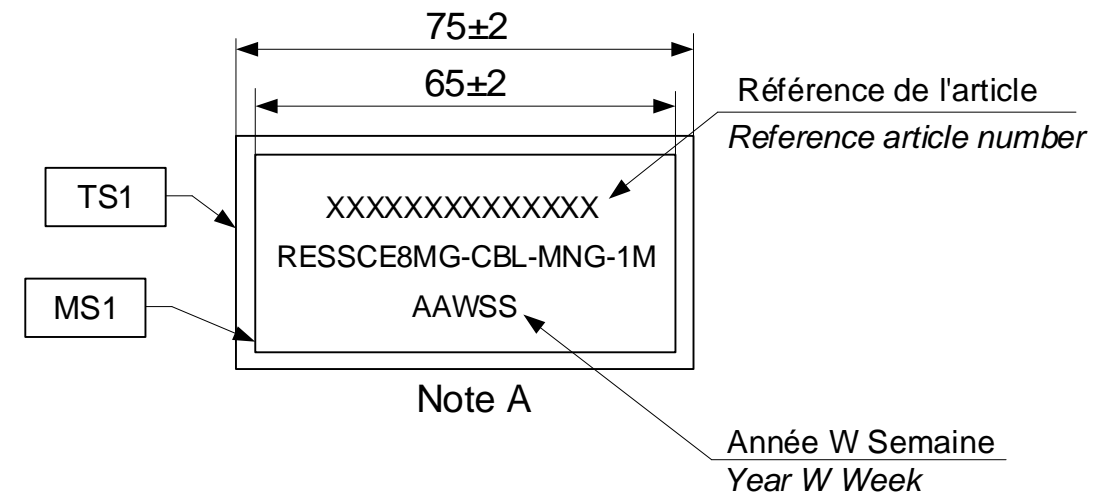 75±2
65±2
Référence de l'article
Reference article number
TS1
XXXXXXXXXXXXXX
RESSCE8MG-CBL-MNG-1M
MS1
AAWSS
Note A
Année W Semaine
Year W Week